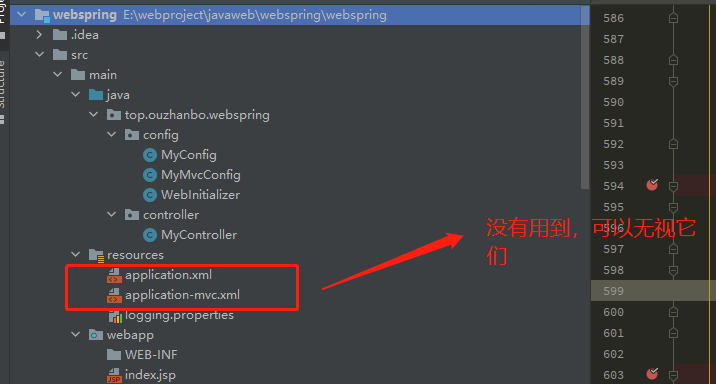 webspring E:\webproject\javaweb\webspring\webspring
.idea
src
main
java
top.ouzhanbo.webspring
config
MyConfig
MyMvcConfig
WebInitializer
controller
MyController
resources
application.xml
application-mvc.xml
logging.properties
webapp
WEB-INF
index.jsp
没有用到，可以无视它
们
586
587
588
589
590
591
592
593
594
595
596
597
598
599
600
601
602
603
Structure